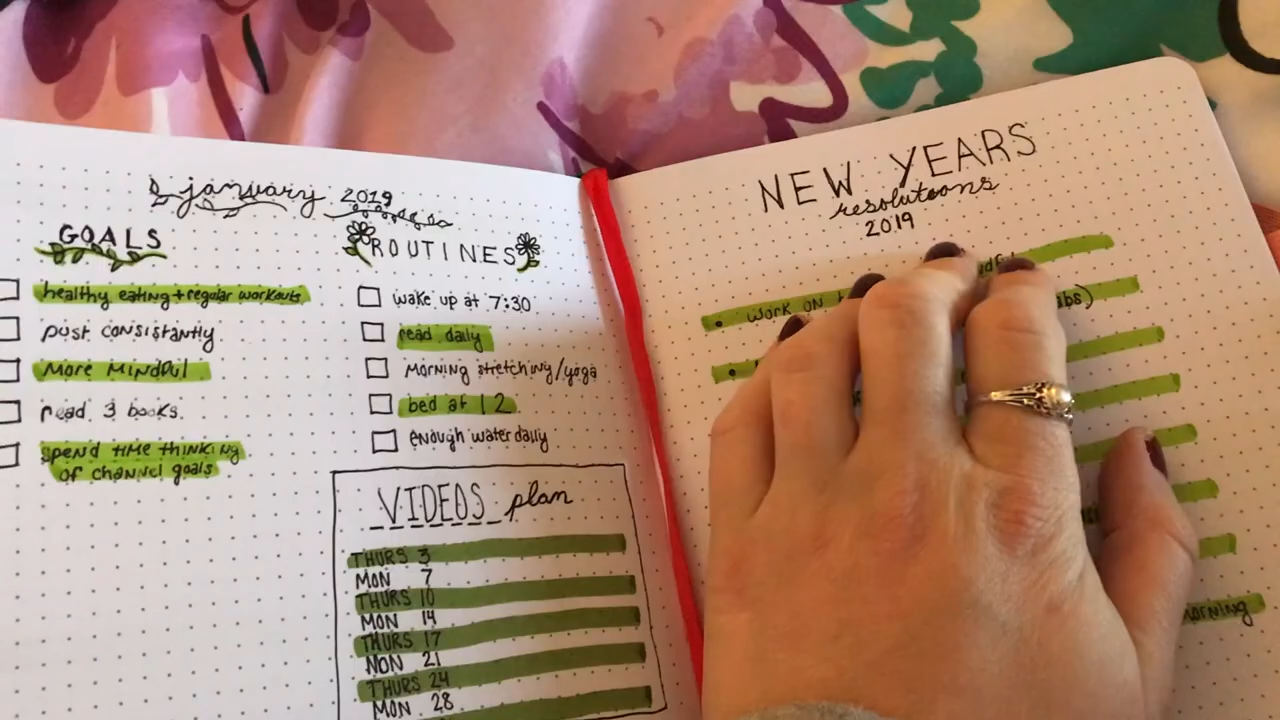 january 2019
GOALS
healthy eating + regular workouts
post consistantly
More Mindful
read 3 books.
spend time thinking
of channel goals
ROUTINES
wake up at 7:30
read daily
Morning stretching/yoga
bed at 12
enough water daily
VIDEOS plan
THURS 3
MON 7
THURS 10
MON 14
THURS 17
MON 21
THURS 24
MON 28
NEW YEARS
resolutions
2019
• work on
abs)
•
morning